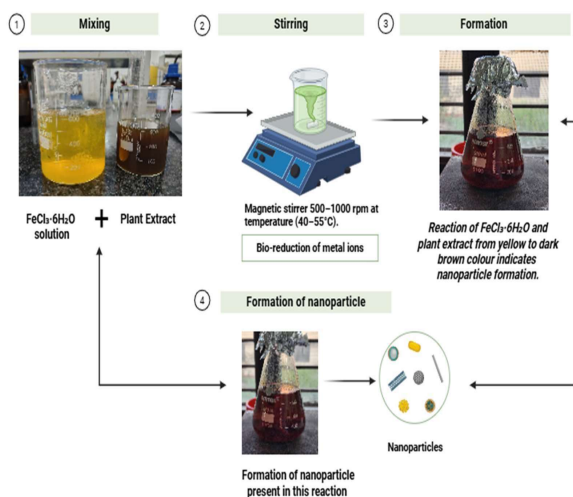 1 Mixing
FeCl₃·6H₂O
solution
+
Plant Extract
2 Stirring
Magnetic stirrer 500–1000 rpm at
temperature (40–55°C).
Bio-reduction of metal ions
3 Formation
Reaction of FeCl₃·6H₂O and
plant extract from yellow to dark
brown colour indicates
nanoparticle formation.
4 Formation of nanoparticle
Formation of nanoparticle
present in this reaction
Nanoparticles